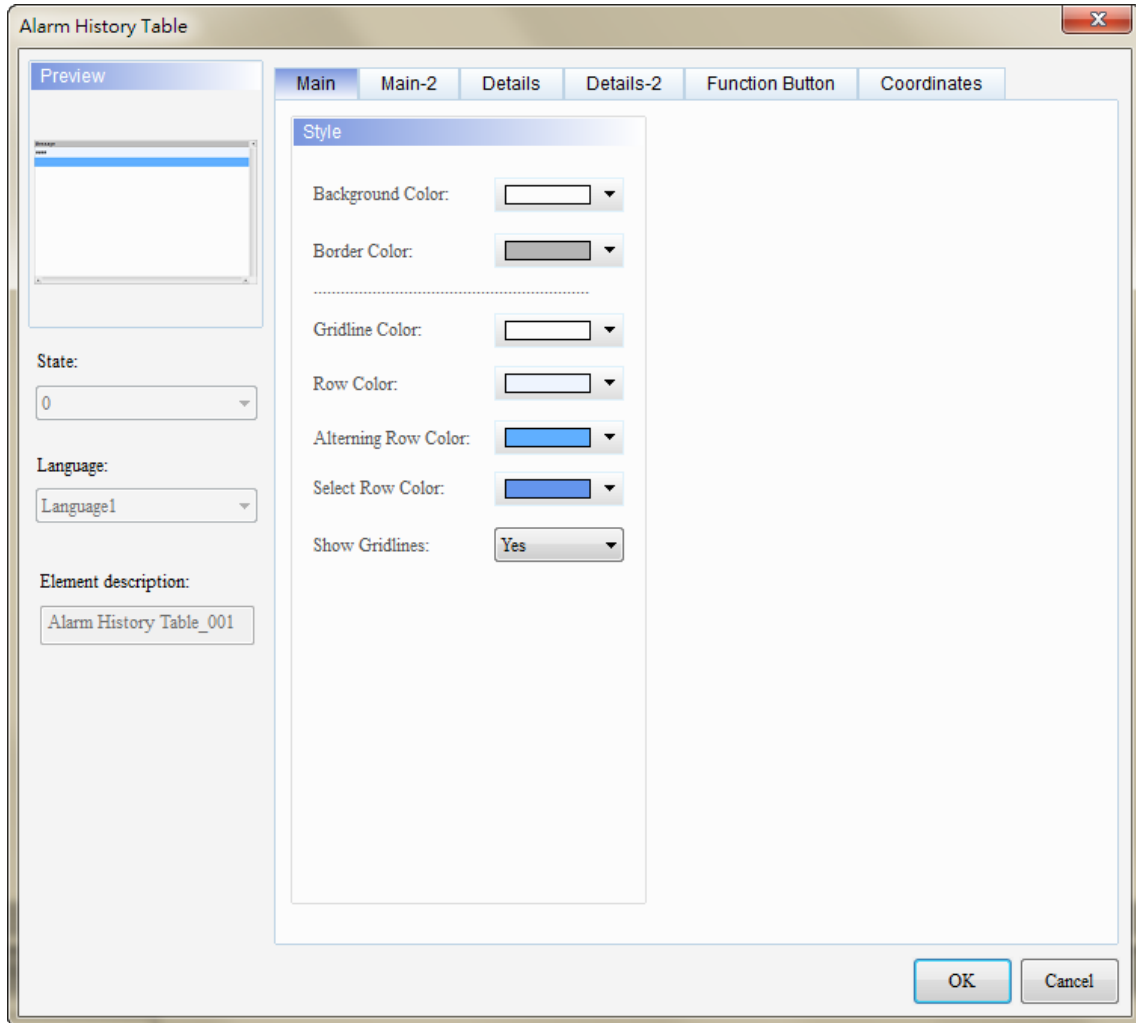 Alarm History Table
Preview
Message
State:
0
Language:
Language1
Element description:
Alarm History Table_001
Main
Main-2
Details
Details-2
Function Button
Coordinates
Style
Background Color:
Border Color:
Gridline Color:
Row Color:
Alterning Row Color:
Select Row Color:
Show Gridlines:
Yes
OK
Cancel